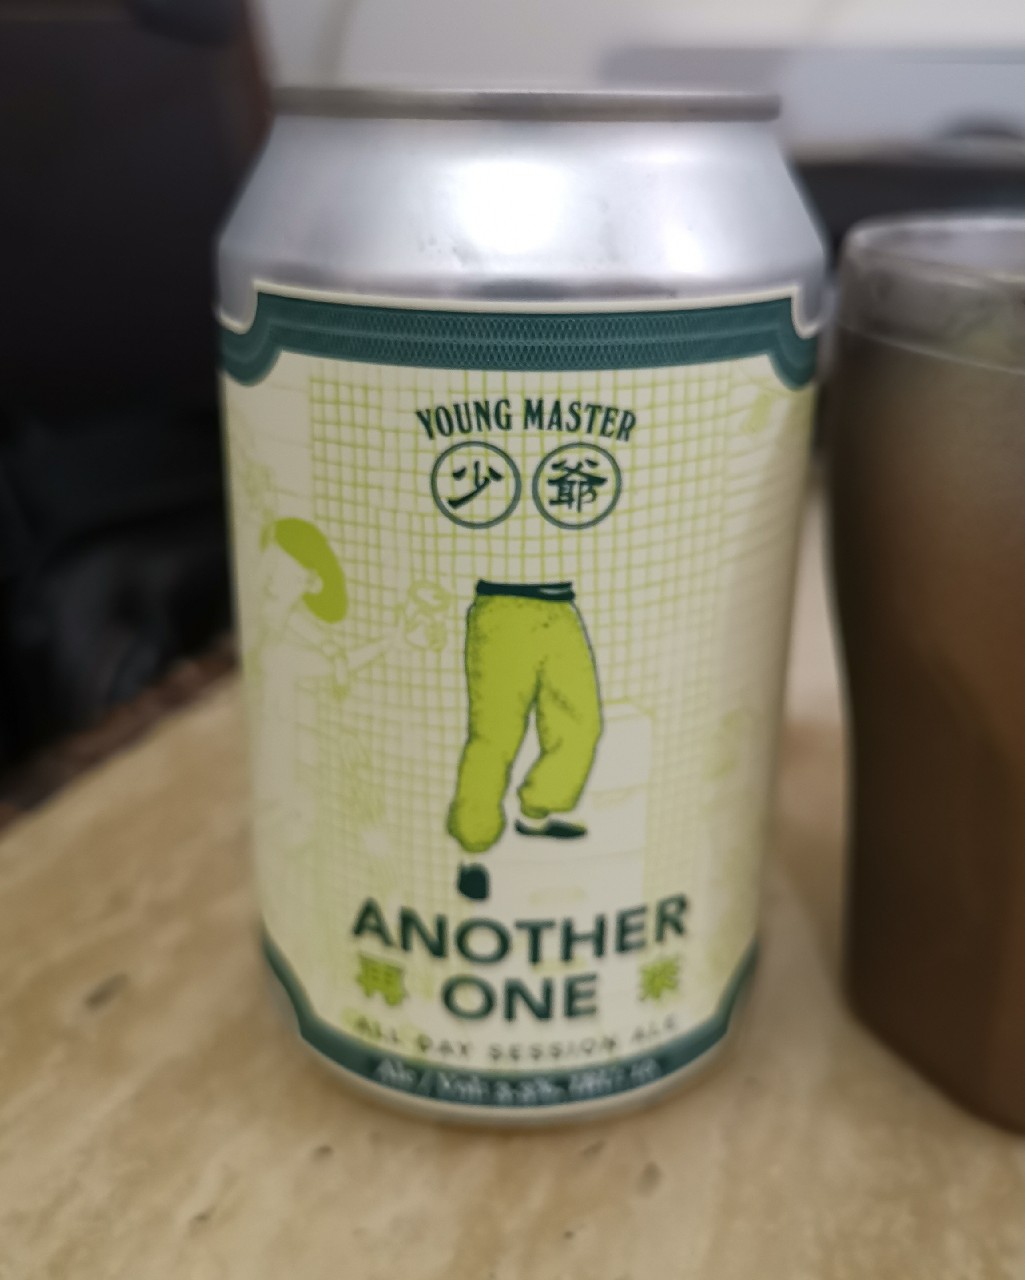 YOUNG MASTER
少爺
ANOTHER
再 ONE 來
ALL DAY SESSION ALE